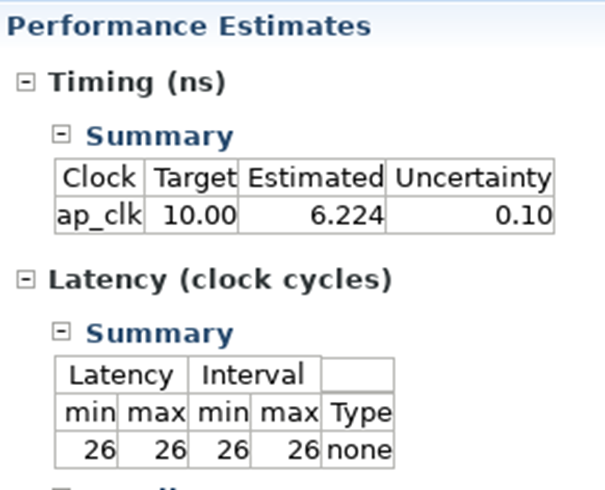 Performance Estimates
Timing (ns)
Summary
Clock Target Estimated Uncertainty
ap_clk 10.00 6.224 0.10
Latency (clock cycles)
Summary
Latency Interval
min max min max Type
26 26 26 26 none